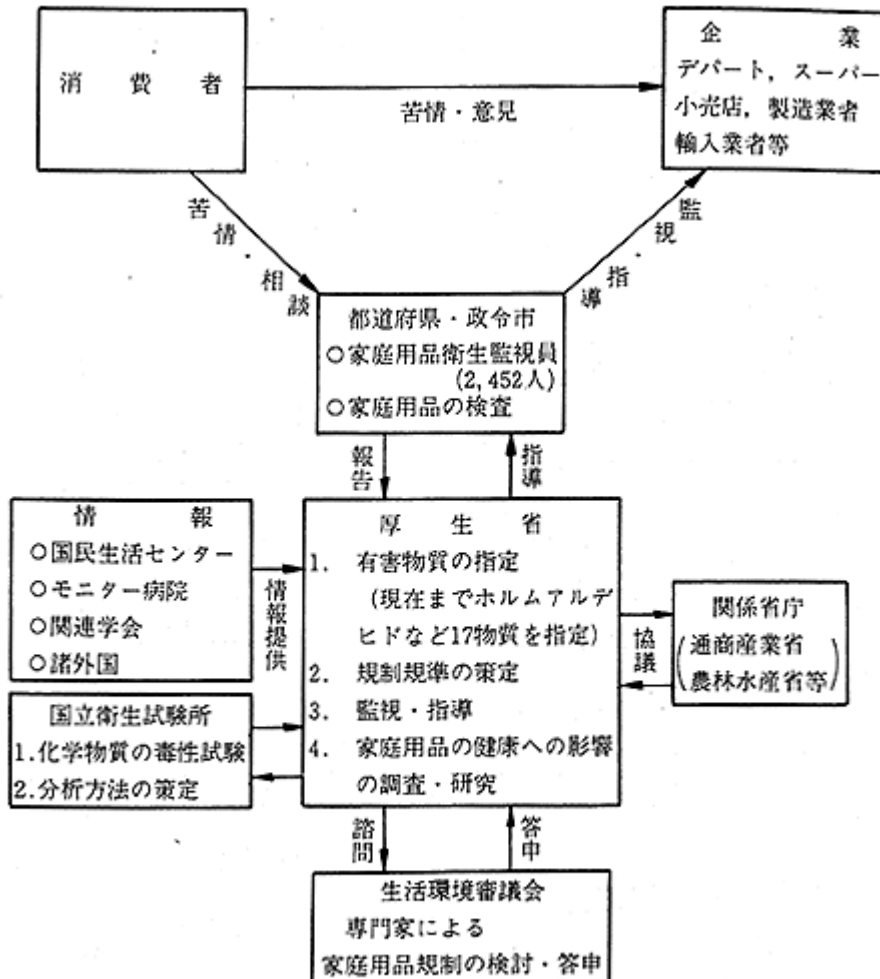 消費者
企業
デパート，スーパー
小売店，製造業者
輸入業者等
苦情・意見
苦情・相談
監視・指導
都道府県・政令市
○家庭用品衛生監視員
(2,452人)
○家庭用品の検査
報告
指導
情報
○国民生活センター
○モニター病院
○関連学会
○諸外国
情報提供
厚生省
1. 有害物質の指定
(現在までホルムアルデ
ヒドなど17物質を指定)
2. 規制規準の策定
3. 監視・指導
4. 家庭用品の健康への影響
の調査・研究
協議
関係省庁
(通商産業省
農林水産省等)
国立衛生試験所
1.化学物質の毒性試験
2.分析方法の策定
諮問
答申
生活環境審議会
専門家による
家庭用品規制の検討・答申